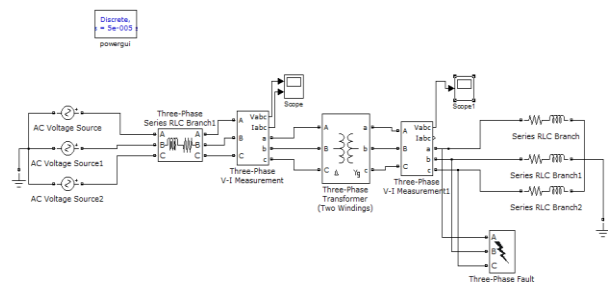 Discrete,
s = 5e-005
powergui
AC Voltage Source
AC Voltage Source1
AC Voltage Source2
Three-Phase
Series RLC Branch1
A
B
C
A
B
C
Vabc
Iabc
A
B
C
a
b
c
Three-Phase
V-I Measurement
Scope
A
B
C
a
b
c
Δ
Yg
Three-Phase
Transformer
(Two Windings)
Vabc
Iabc
A
B
C
a
b
c
Three-Phase
V-I Measurement1
Scope1
Series RLC Branch
Series RLC Branch1
Series RLC Branch2
A
B
C
Three-Phase Fault